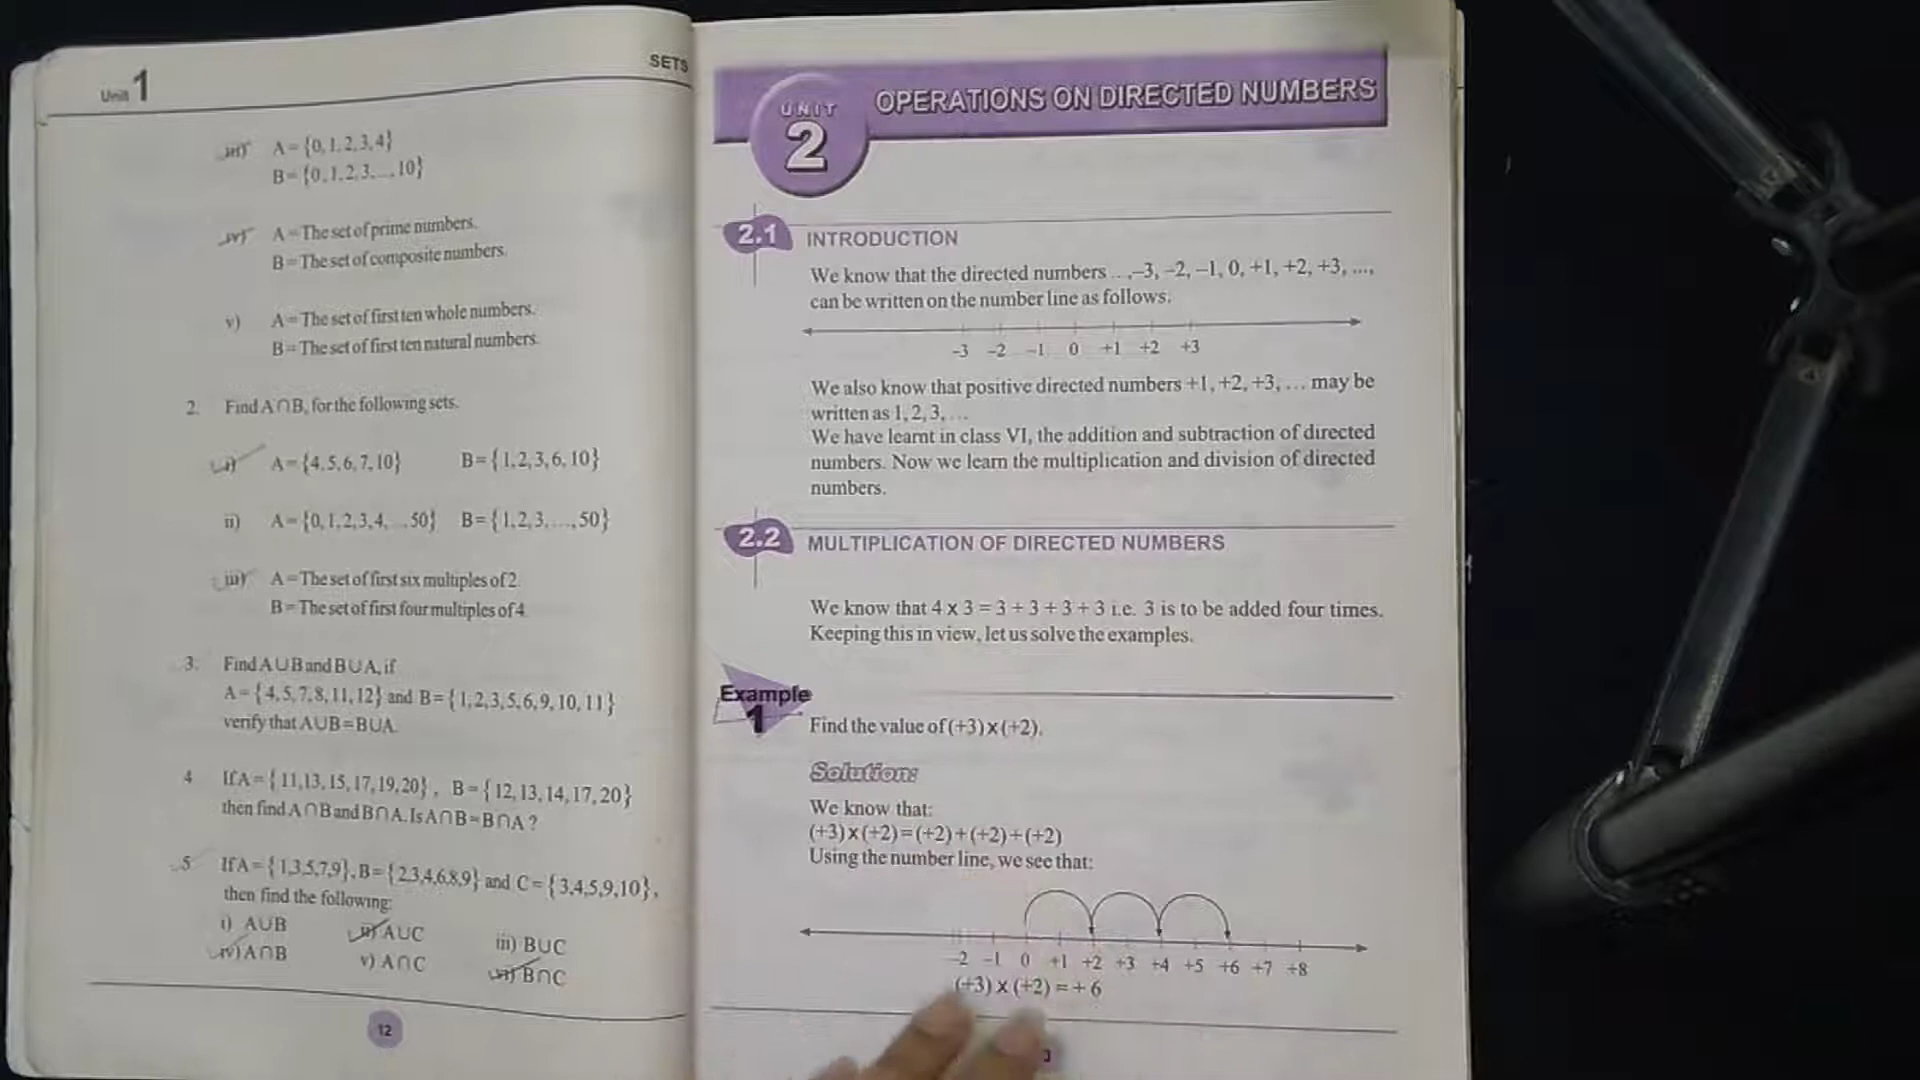 Unit 1
SETS
iii) A={0,1,2,3,4}
B={0,1,2,3,...,10}
iv) A=The set of prime numbers.
B=The set of composite numbers.
v) A=The set of first ten whole numbers.
B=The set of first ten natural numbers.
2. Find A∩B, for the following sets.
i) A={4,5,6,7,10} B={1,2,3,6,10}
ii) A={0,1,2,3,4,...50} B={1,2,3,...,50}
iii) A=The set of first six multiples of 2
B=The set of first four multiples of 4
3. Find A∪B and B∪A, if
A={4,5,7,8,11,12} and B={1,2,3,5,6,9,10,11}
verify that A∪B=B∪A.
4 If A={11,13,15,17,19,20}, B={12,13,14,17,20}
then find A∩B and B∩A. Is A∩B=B∩A?
5 If A={1,3,5,7,9}, B={2,3,4,6,8,9} and C={3,4,5,9,10},
then find the following:
i) A∪B ii) A∪C iii) B∪C
iv) A∩B v) A∩C vi) B∩C
12
UNIT 2
OPERATIONS ON DIRECTED NUMBERS
2.1 INTRODUCTION
We know that the directed numbers ...,–3, –2, –1, 0, +1, +2, +3, ...,
can be written on the number line as follows.
–3 –2 –1 0 +1 +2 +3
We also know that positive directed numbers +1, +2, +3, ... may be
written as 1, 2, 3, ...
We have learnt in class VI, the addition and subtraction of directed
numbers. Now we learn the multiplication and division of directed
numbers.
2.2 MULTIPLICATION OF DIRECTED NUMBERS
We know that 4 x 3 = 3 + 3 + 3 + 3 i.e. 3 is to be added four times.
Keeping this in view, let us solve the examples.
Example 1
Find the value of (+3)x(+2).
Solution:
We know that:
(+3)x(+2)=(+2)+(+2)+(+2)
Using the number line, we see that:
–2 –1 0 +1 +2 +3 +4 +5 +6 +7 +8
(+3) x (+2) = + 6